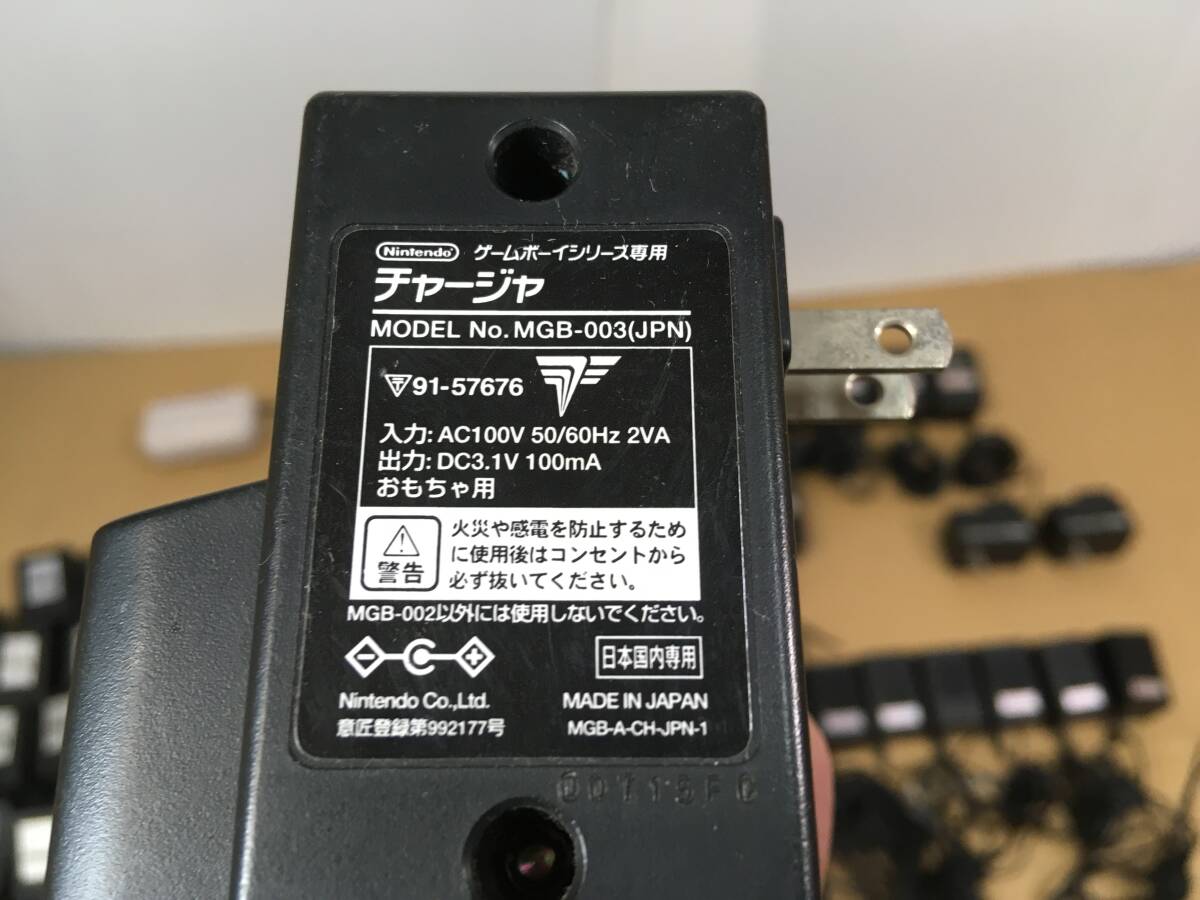 Nintendo ゲームボーイシリーズ専用
チャージャ
MODEL No. MGB-003(JPN)
91-57676
入力: AC100V 50/60Hz 2VA
出力: DC3.1V 100mA
おもちゃ用
警告
火災や感電を防止するため
に使用後はコンセントから
必ず抜いてください。
MGB-002以外には使用しないでください。
日本国内専用
Nintendo Co.,Ltd. MADE IN JAPAN
意匠登録第992177号 MGB-A-CH-JPN-1